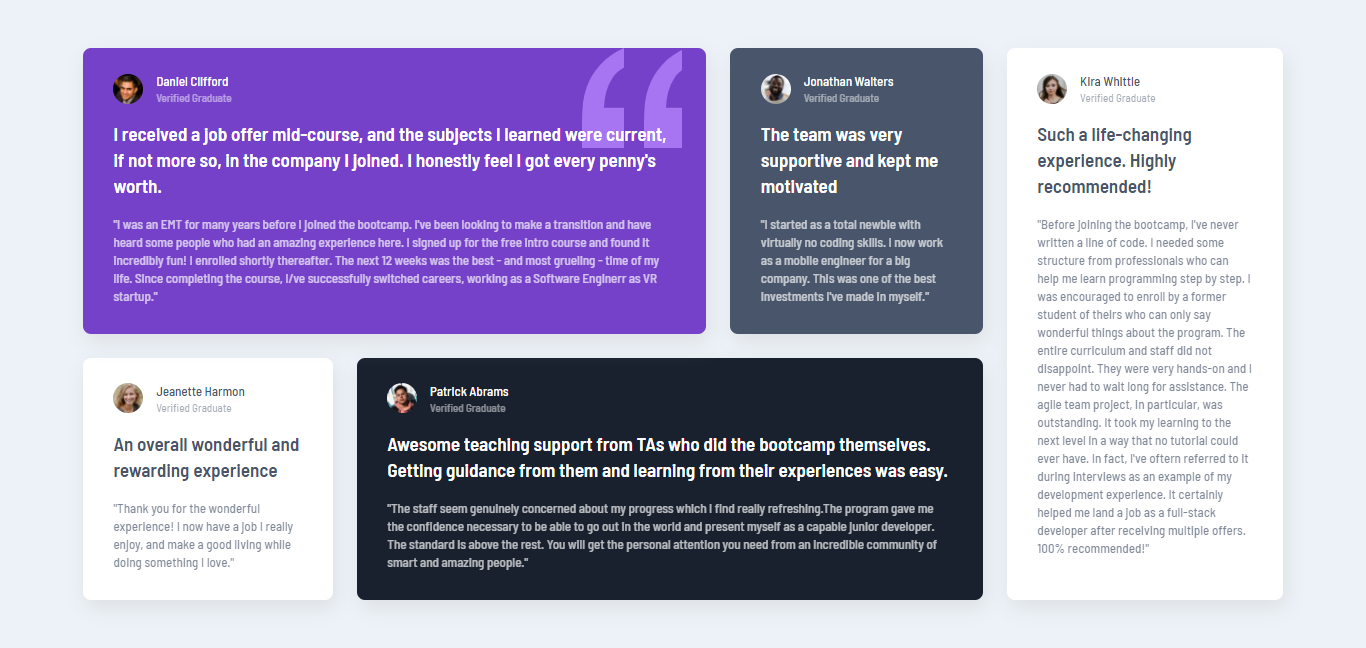 Daniel Clifford
Verified Graduate
I received a job offer mid-course, and the subjects I learned were current,
if not more so, in the company I joined. I honestly feel I got every penny's
worth.
"I was an EMT for many years before I joined the bootcamp. I've been looking to make a transition and have
heard some people who had an amazing experience here. I signed up for the free intro course and found it
incredibly fun! I enrolled shortly thereafter. The next 12 weeks was the best - and most grueling - time of my
life. Since completing the course, I/ve successfully switched careers, working as a Software Enginerr as VR
startup."
Jonathan Walters
Verified Graduate
The team was very
supportive and kept me
motivated
"I started as a total newbie with
virtually no coding skills. I now work
as a mobile engineer for a big
company. This was one of the best
investments I've made in myself."
Kira Whittle
Verified Graduate
Such a life-changing
experience. Highly
recommended!
"Before joining the bootcamp, I've never
written a line of code. I needed some
structure from professionals who can
help me learn programming step by step. I
was encouraged to enroll by a former
student of theirs who can only say
wonderful things about the program. The
entire curriculum and staff did not
disappoint. They were very hands-on and I
never had to wait long for assistance. The
agile team project, in particular, was
outstanding. It took my learning to the
next level in a way that no tutorial could
ever have. In fact, I've oftern referred to it
during interviews as an example of my
development experience. It certainly
helped me land a job as a full-stack
developer after receiving multiple offers.
100% recommended!"
Jeanette Harmon
Verified Graduate
An overall wonderful and
rewarding experience
"Thank you for the wonderful
experience! I now have a job I really
enjoy, and make a good living while
doing something I love."
Patrick Abrams
Verified Graduate
Awesome teaching support from TAs who did the bootcamp themselves.
Getting guidance from them and learning from their experiences was easy.
"The staff seem genuinely concerned about my progress which I find really refreshing.The program gave me
the confidence necessary to be able to go out in the world and present myself as a capable junior developer.
The standard is above the rest. You will get the personal attention you need from an incredible community of
smart and amazing people."